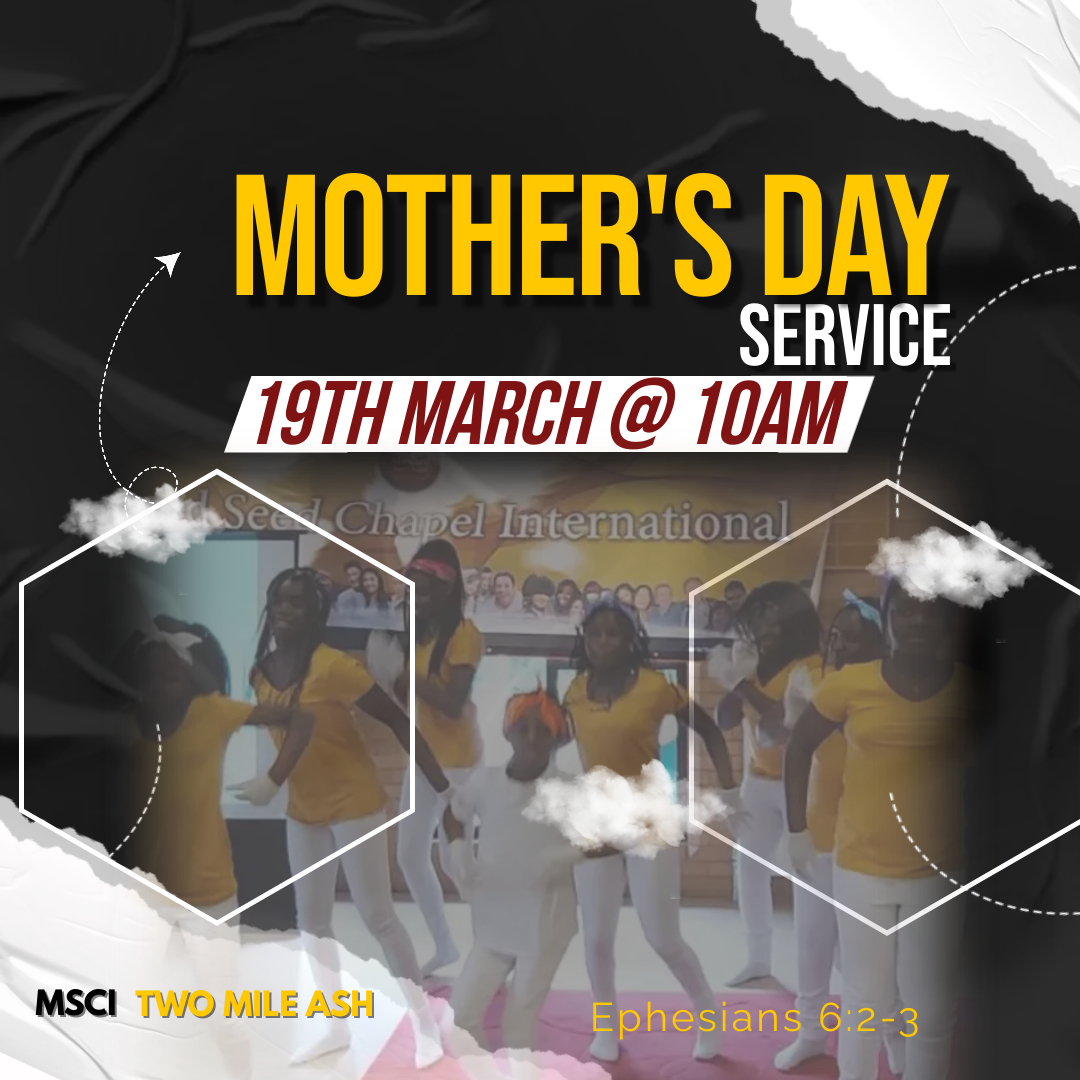 MOTHER'S DAY
SERVICE
19TH MARCH @ 10AM
Seed Chapel International
MSCI TWO MILE ASH
Ephesians 6:2-3